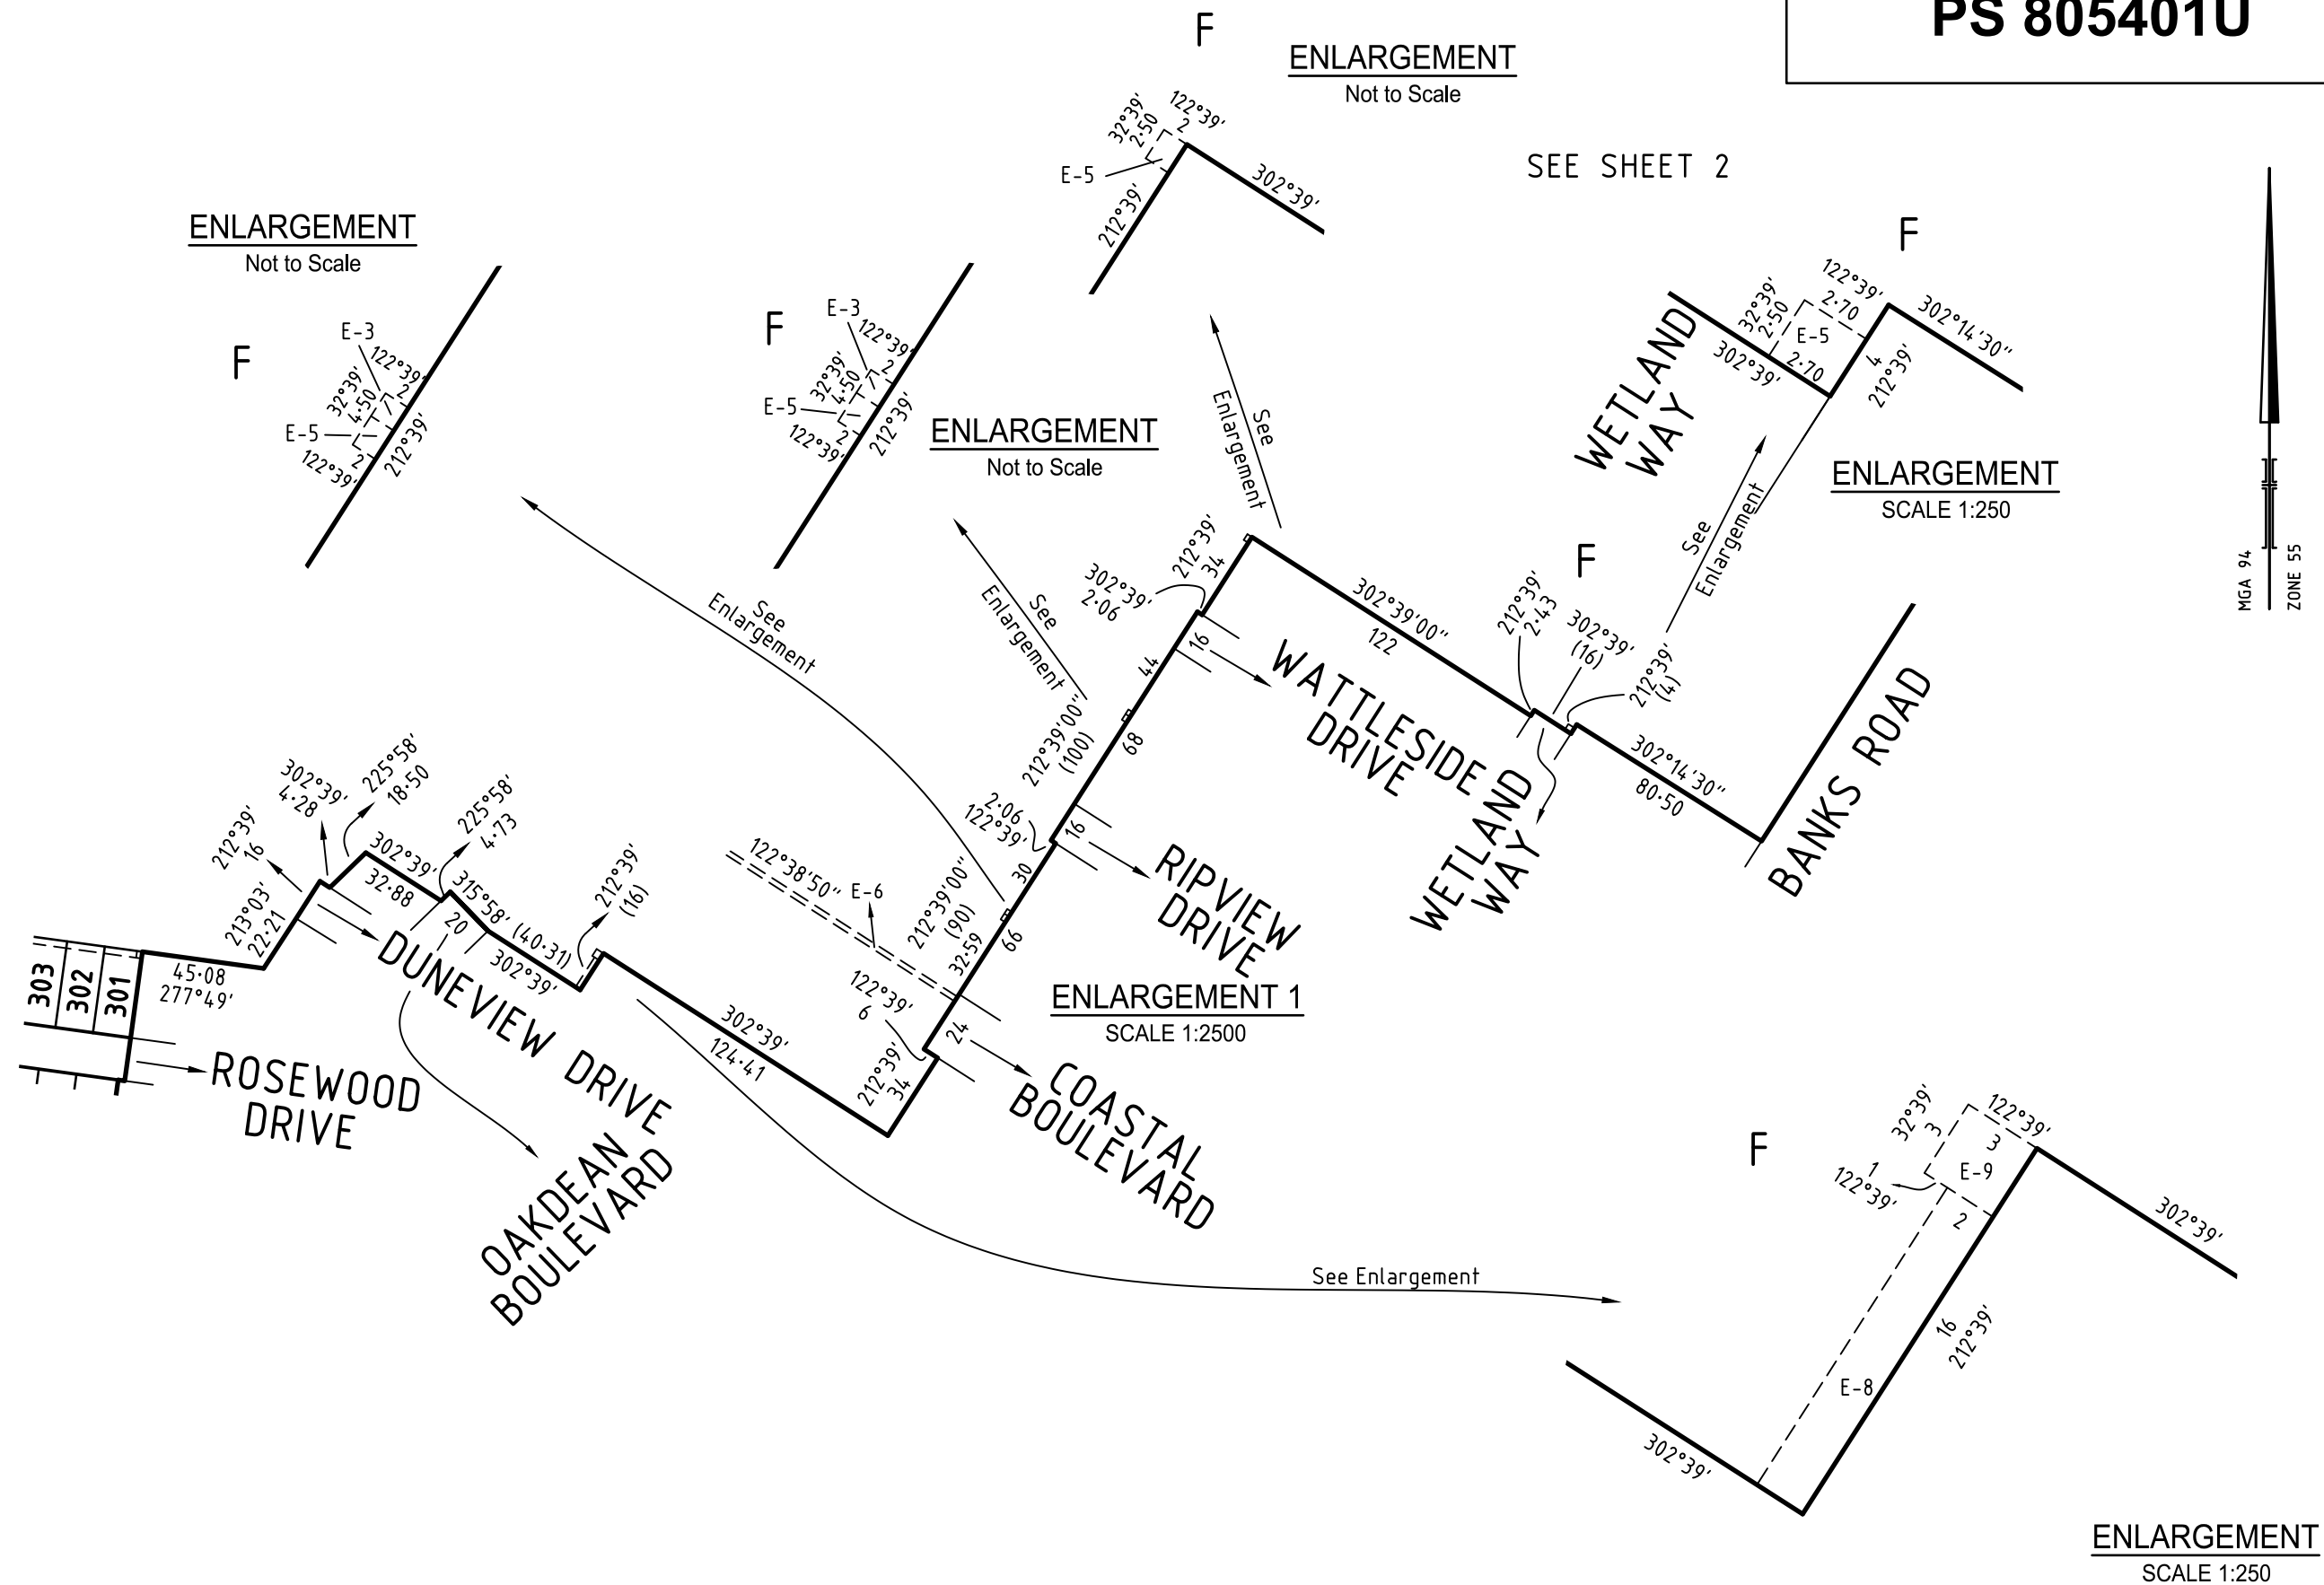 PS 805401U
F
ENLARGEMENT
Not to Scale
122°39'
2
32°39'
2·50
E-5
212°39'
302°39'
SEE SHEET 2
ENLARGEMENT
Not to Scale
F
E-3
122°39'
2
32°39'
4·50
E-5
2
122°39'
212°39'
F
E-3
122°39'
2
32°39'
4·50
E-5
2
122°39'
212°39'
ENLARGEMENT
Not to Scale
F
122°39'
2·70
32°39'
2·50
E-5
2·70
302°39'
4
212°39'
302°14'30"
WETLAND
WAY
ENLARGEMENT
SCALE 1:250
MGA 94
ZONE 55
See
Enlargement
See
Enlargement
See
Enlargement
See
Enlargement
212°39'
34
302°39'
2·06
16
44
302°39'00"
122
F
212°39'
2·43
302°39'
(16)
212°39'
(4)
302°14'30"
80·50
WATTLESIDE
DRIVE
WETLAND
WAY
BANKS ROAD
212°39'00"
(100)
68
2·06
122°39'
16
RIPVIEW
DRIVE
30
212°39'00"
(90)
32·59
66
122°38'50"
E-6
122°39'
6
24
COASTAL
BOULEVARD
ENLARGEMENT 1
SCALE 1:2500
212°39'
34
302°39'
124·41
212°39'
(16)
315°58' (40·31)
302°39'
20
225°58'
4·73
302°39'
32·88
225°58'
18·50
302°39'
4·28
212°39'
16
213°03'
22·21
45·08
277°49'
303
302
301
ROSEWOOD
DRIVE
DUNEVIEW DRIVE
OAKDEAN
BOULEVARD
See Enlargement
F
32°39'
3
122°39'
3
E-9
1
122°39'
2
302°39'
16
212°39'
E-8
302°39'
ENLARGEMENT
SCALE 1:250